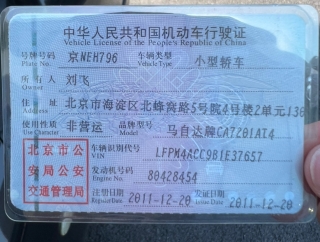 中华人民共和国机动车行驶证
Vehicle License of the People's Republic of China
号牌号码 京NEH796 车辆类型 小型轿车
Plate No. Vehicle Type
所有人 刘飞
Owner
住址 北京市海淀区北蜂窝路5号院4号楼2单元136
Address
使用性质 非营运 品牌型号 马自达牌CA7201AT4
Use Character Model
北京市公 车辆识别代号 LFPM4ACC9B1E37657
VIN
安局公安 发动机号码 80428454
Engine No.
交通管理局 注册日期 2011-12-20 发证日期 2011-12-20
Register Date Issue Date